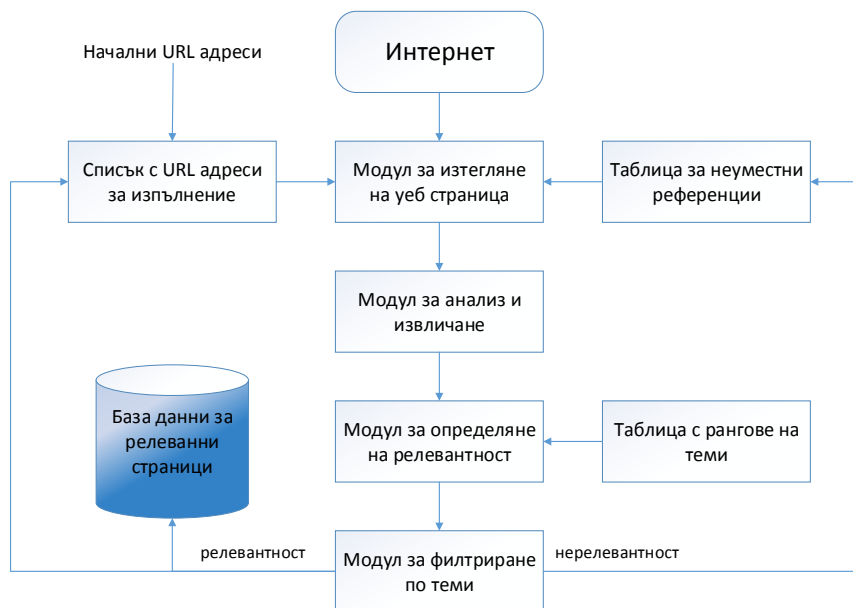 Начални URL адреси
Интернет
Списък с URL адреси
за изпълнение
Модул за изтегляне
на уеб страница
Таблица за неуместни
референции
Модул за анализ и
извличане
База данни за
релеванни
страници
Модул за определяне
на релевантност
Таблица с рангове на
теми
релевантност
Модул за филтриране
по теми
нерелевантност